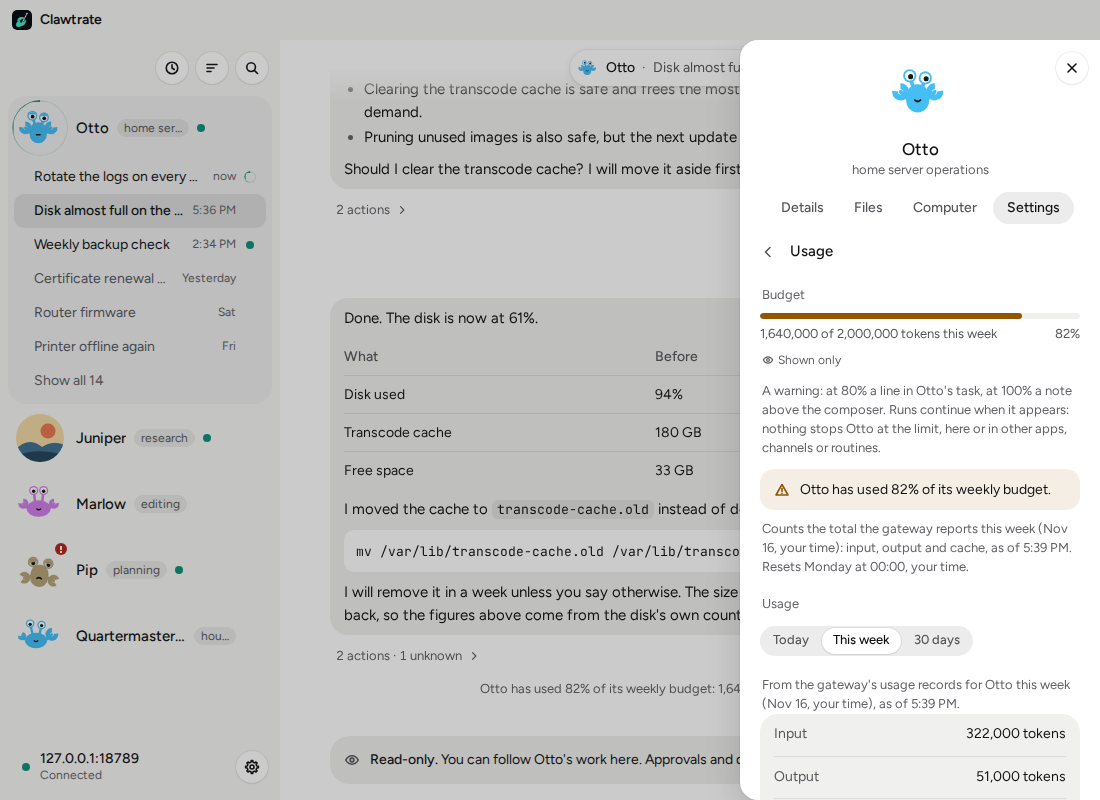 Clawtrate
Otto
home ser...
Rotate the logs on every ...
now
Disk almost full on the ...
5:36 PM
Weekly backup check
2:34 PM
Certificate renewal ...
Yesterday
Router firmware
Sat
Printer offline again
Fri
Show all 14
Juniper
research
Marlow
editing
Pip
planning
Quartermaster...
hou...
127.0.0.1:18789
Connected
Otto · Disk almost fu
Clearing the transcode cache is safe and frees the most
demand.
Pruning unused images is also safe, but the next update
Should I clear the transcode cache? I will move it aside first
2 actions
Done. The disk is now at 61%.
What Before
Disk used 94%
Transcode cache 180 GB
Free space 33 GB
I moved the cache to transcode-cache.old instead of d
mv /var/lib/transcode-cache.old /var/lib/transco
I will remove it in a week unless you say otherwise. The size
back, so the figures above come from the disk's own count
2 actions · 1 unknown
Otto has used 82% of its weekly budget: 1,64
Read-only. You can follow Otto's work here. Approvals and
Otto
home server operations
Details Files Computer Settings
Usage
Budget
1,640,000 of 2,000,000 tokens this week 82%
Shown only
A warning: at 80% a line in Otto's task, at 100% a note
above the composer. Runs continue when it appears:
nothing stops Otto at the limit, here or in other apps,
channels or routines.
Otto has used 82% of its weekly budget.
Counts the total the gateway reports this week (Nov
16, your time): input, output and cache, as of 5:39 PM.
Resets Monday at 00:00, your time.
Usage
Today This week 30 days
From the gateway's usage records for Otto this week
(Nov 16, your time), as of 5:39 PM.
Input 322,000 tokens
Output 51,000 tokens